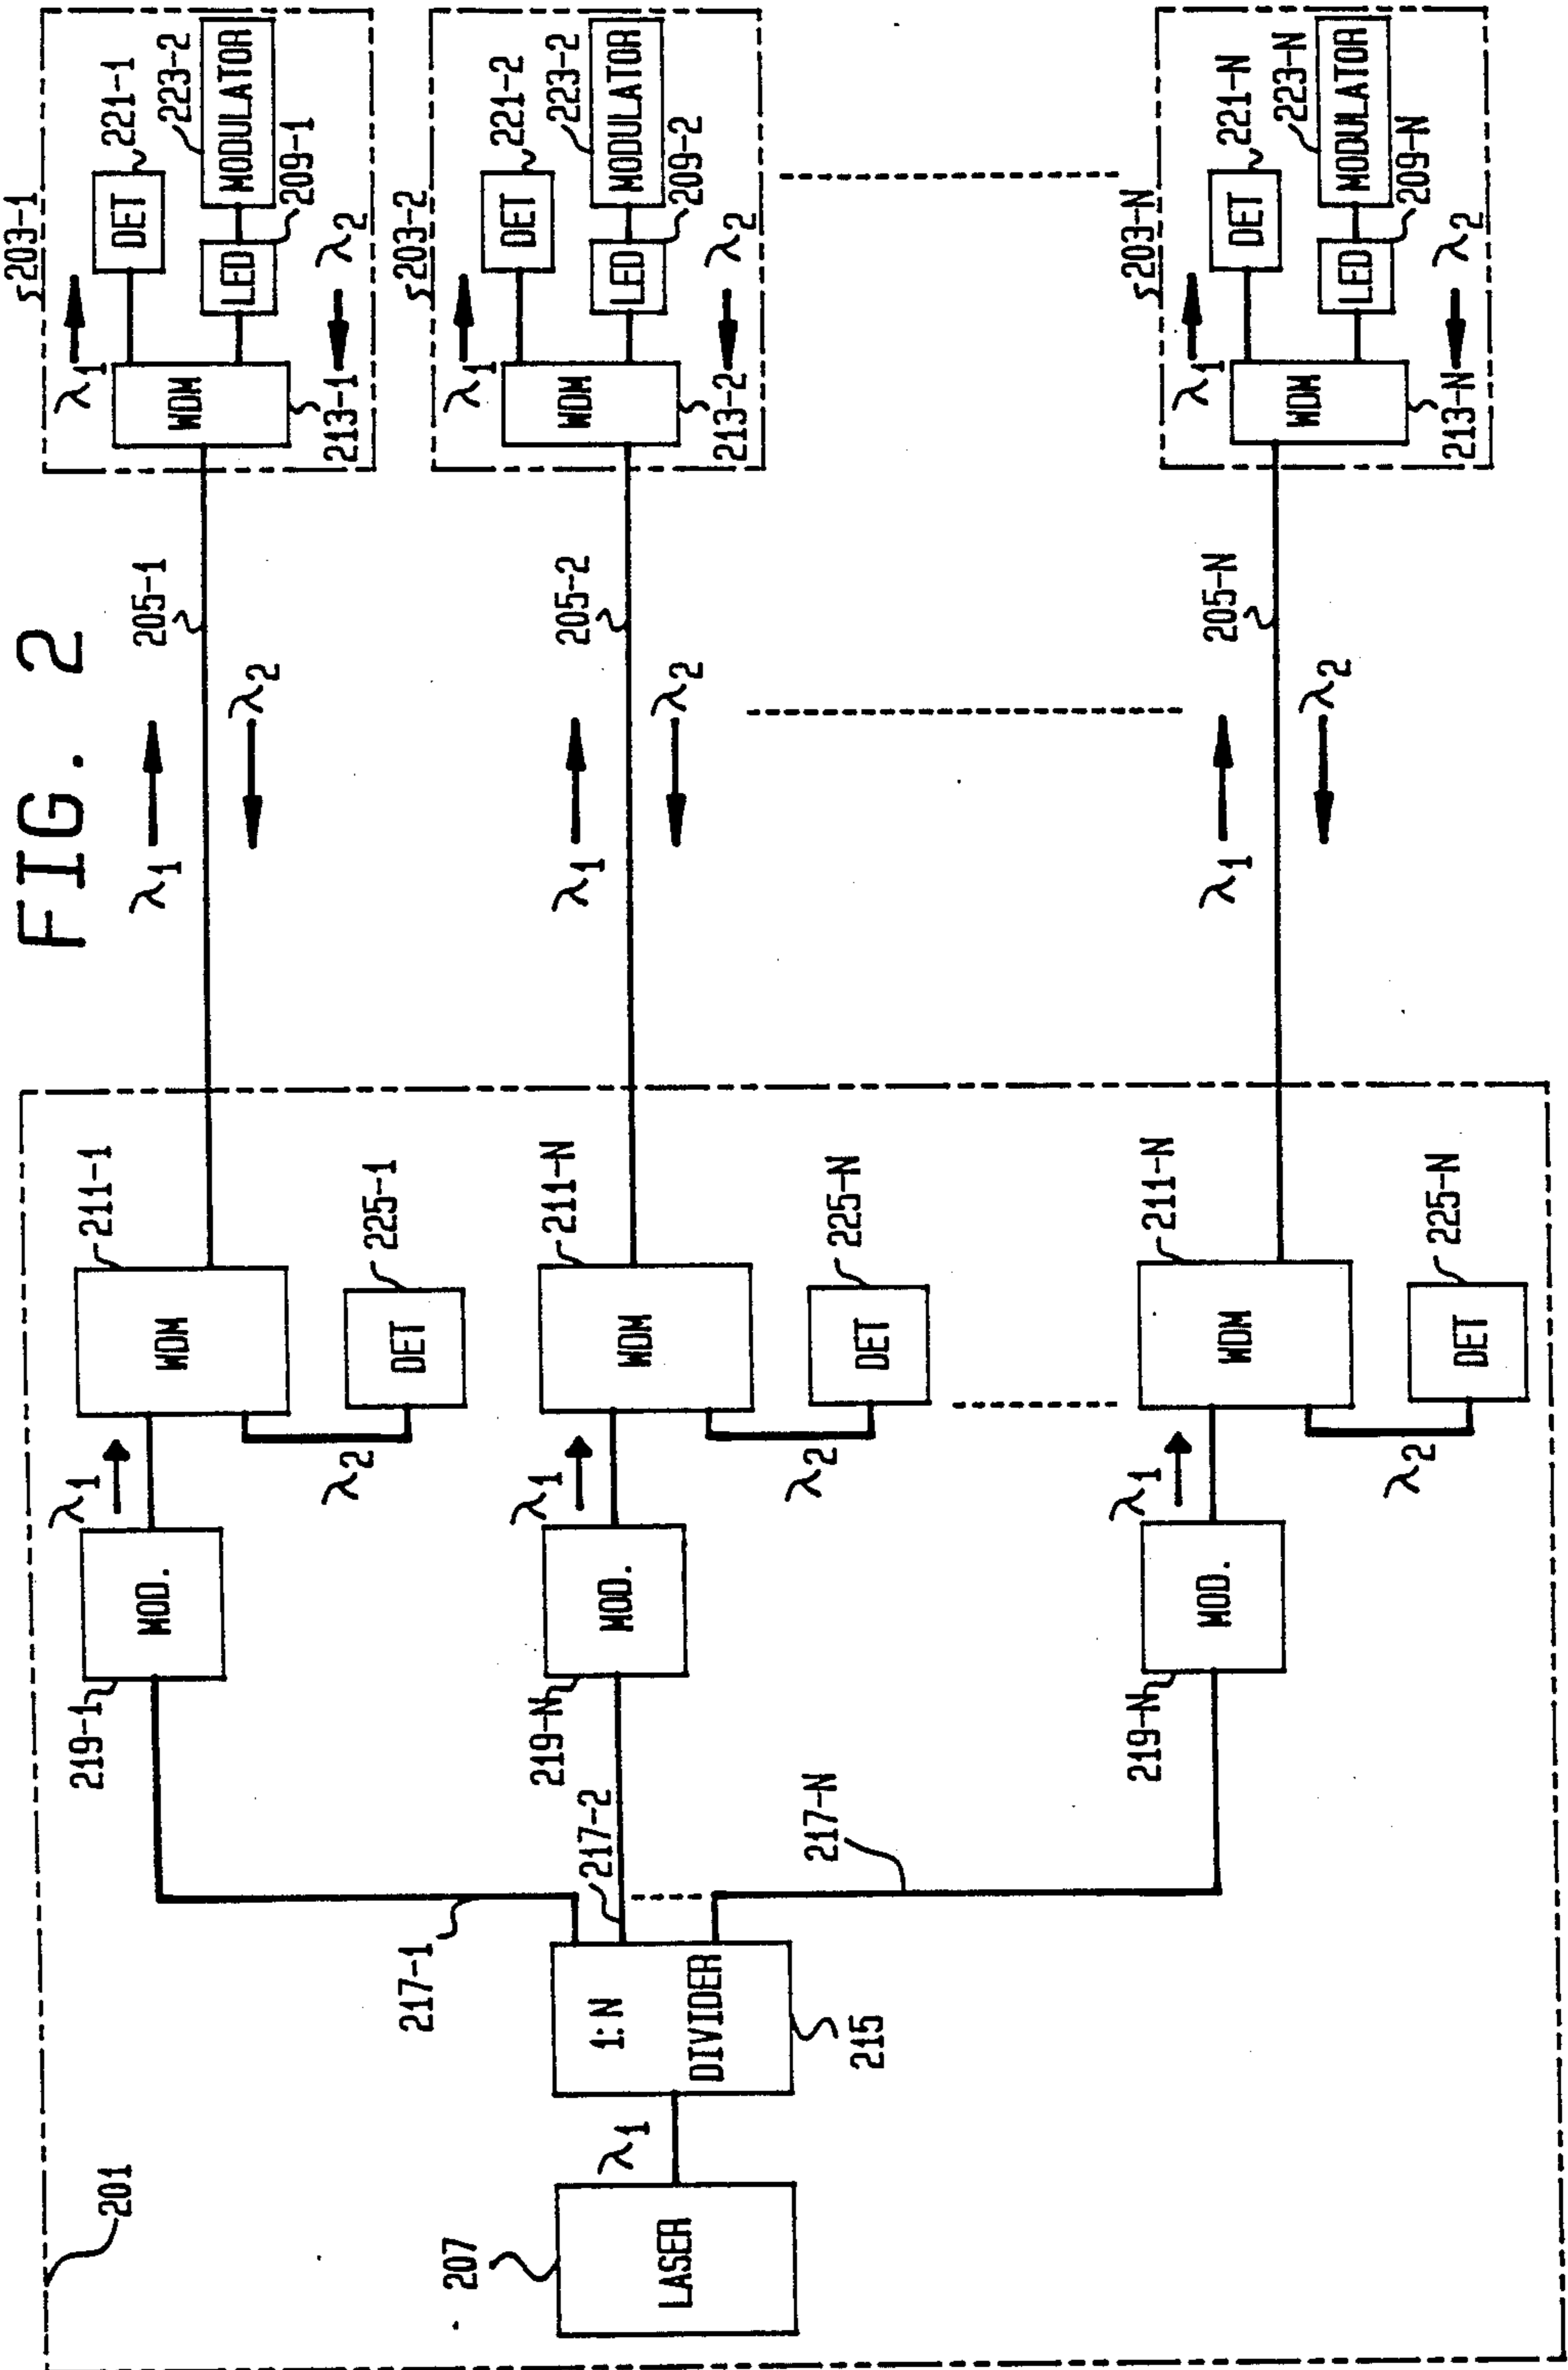 FIG. 2
201
207
LASER
λ1
1:N
DIVIDER
215
217-1
217-2
217-N
219-1
MOD.
λ1
211-1
WDM
λ2
225-1
DET
λ1
205-1
λ2
203-1
λ1
WDM
213-1
DET
221-1
223-2
LED
MODULATOR
209-1
λ2
219-N
MOD.
λ1
211-N
WDM
λ2
225-N
DET
λ1
205-2
λ2
203-2
λ1
WDM
213-2
DET
221-2
223-2
LED
MODULATOR
209-2
λ2
219-N
MOD.
λ1
211-N
WDM
λ2
225-N
DET
λ1
205-N
λ2
203-N
λ1
WDM
213-N
DET
221-N
223-N
LED
MODULATOR
209-N
λ2